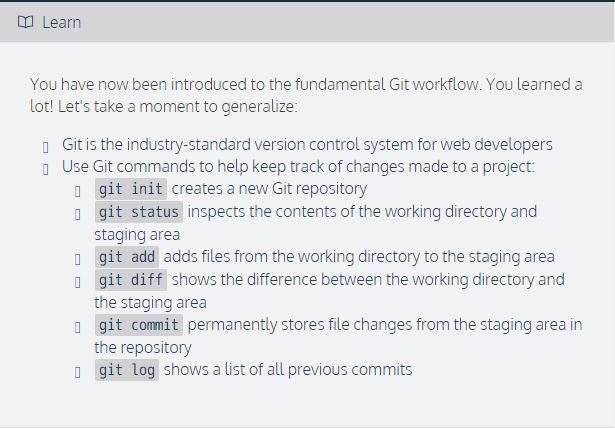 Learn
You have now been introduced to the fundamental Git workflow. You learned a
lot! Let's take a moment to generalize:
Git is the industry-standard version control system for web developers
Use Git commands to help keep track of changes made to a project:
git init creates a new Git repository
git status inspects the contents of the working directory and
staging area
git add adds files from the working directory to the staging area
git diff shows the difference between the working directory and
the staging area
git commit permanently stores file changes from the staging area in
the repository
git log shows a list of all previous commits